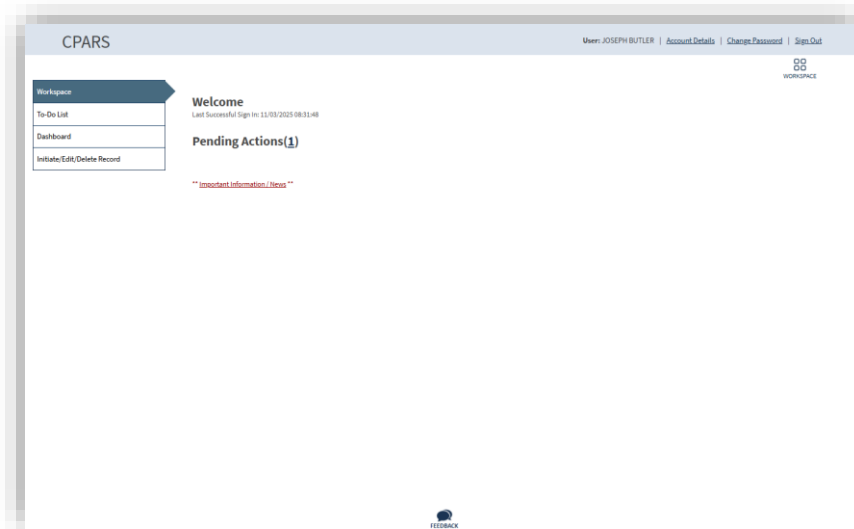 CPARS
User: JOSEPH BUTLER | Account Details | Change Password | Sign Out
WORKSPACE
Workspace
To-Do List
Dashboard
Initiate/Edit/Delete Record
Welcome
Last Successful Sign In: 11/03/2025 08:31:48
Pending Actions(1)
** Important Information / News **
FEEDBACK